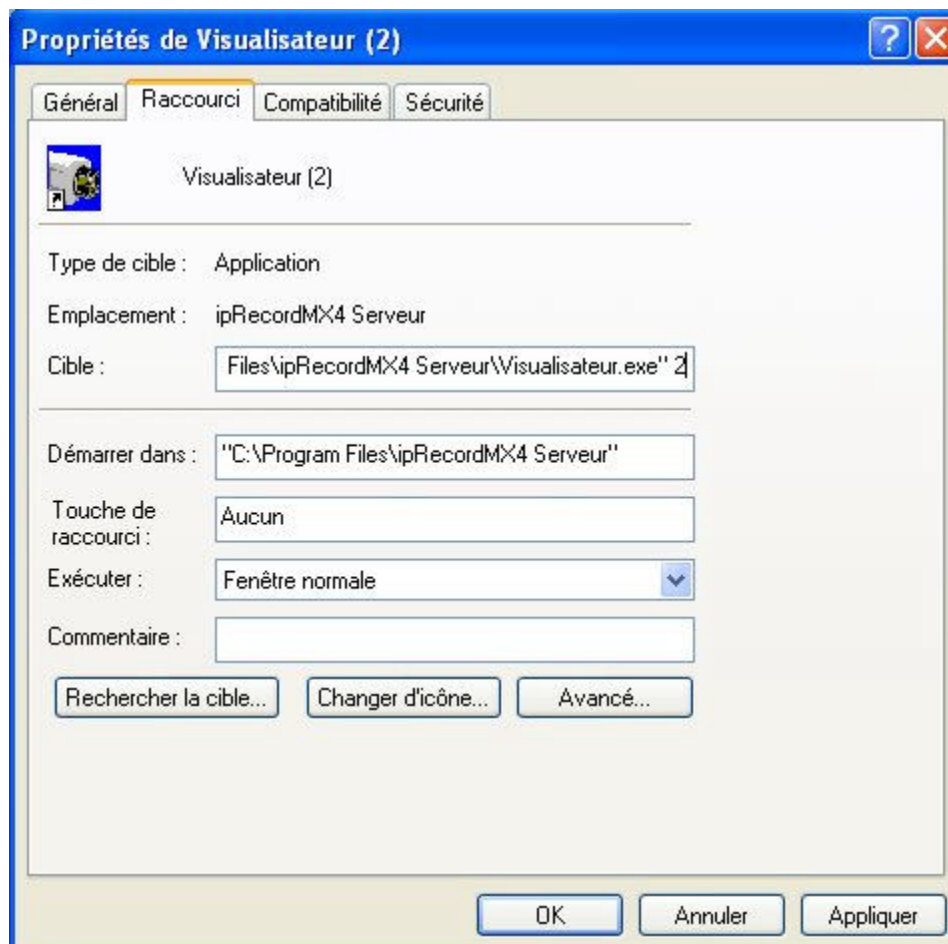 Propriétés de Visualisateur (2)
Général Raccourci Compatibilité Sécurité
Visualisateur (2)
Type de cible : Application
Emplacement : ipRecordMX4 Serveur
Cible : Files\ipRecordMX4 Serveur\Visualisateur.exe" 2
Démarrer dans : "C:\Program Files\ipRecordMX4 Serveur"
Touche de
raccourci : Aucun
Exécuter : Fenêtre normale
Commentaire :
Rechercher la cible... Changer d'icône... Avancé...
OK Annuler Appliquer